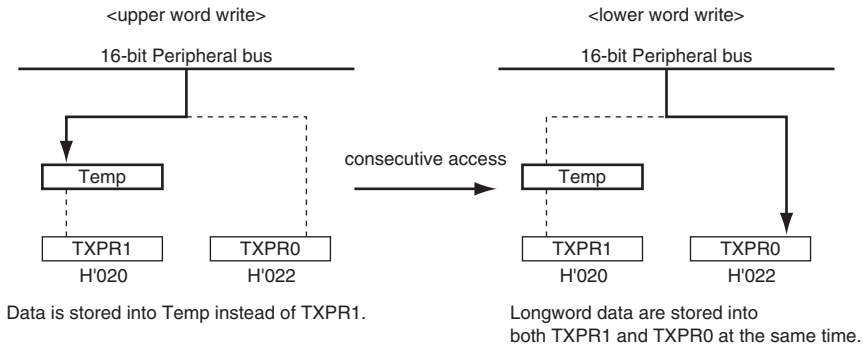 <upper word write>
16-bit Peripheral bus
Temp
TXPR1 TXPR0
H'020 H'022
Data is stored into Temp instead of TXPR1.
consecutive access
<lower word write>
16-bit Peripheral bus
Temp
TXPR1 TXPR0
H'020 H'022
Longword data are stored into
both TXPR1 and TXPR0 at the same time.